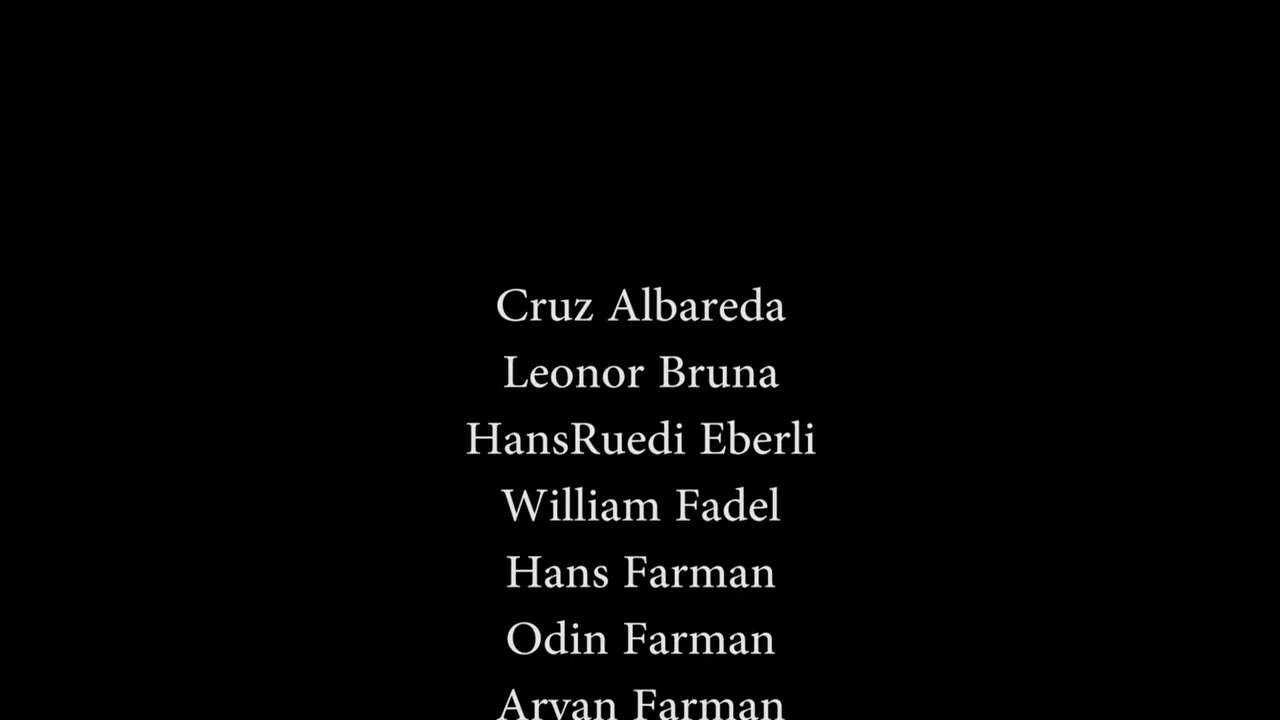 Cruz Albareda
Leonor Bruna
HansRuedi Eberli
William Fadel
Hans Farman
Odin Farman
Aryan Farman